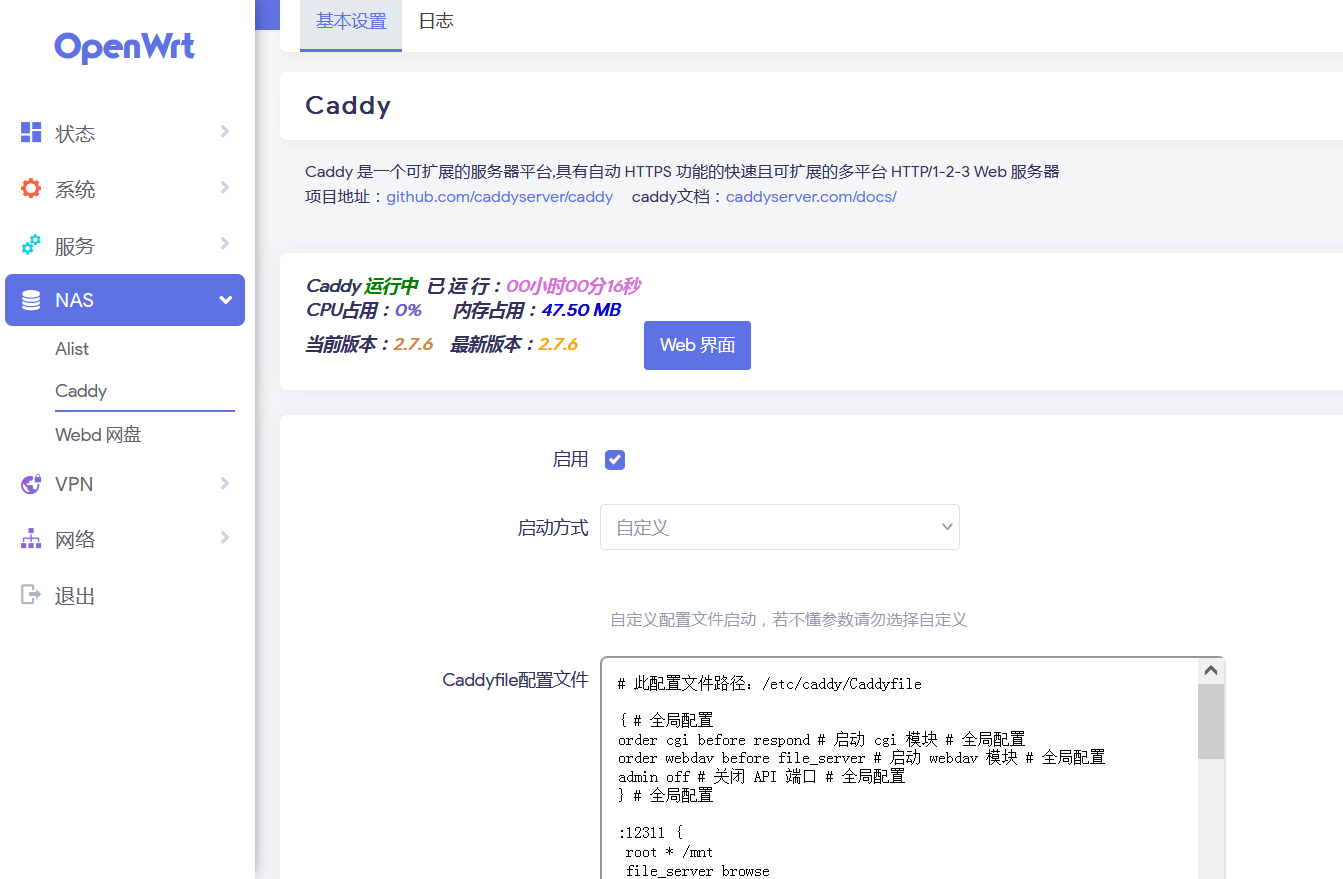 OpenWrt
状态
系统
服务
NAS
Alist
Caddy
Webd 网盘
VPN
网络
退出
基本设置 日志
Caddy
Caddy 是一个可扩展的服务器平台,具有自动 HTTPS 功能的快速且可扩展的多平台 HTTP/1-2-3 Web 服务器
项目地址：github.com/caddyserver/caddy caddy文档：caddyserver.com/docs/
Caddy 运行中 已 运 行：00小时00分16秒
CPU占用：0% 内存占用：47.50 MB
当前版本：2.7.6 最新版本：2.7.6 Web 界面
启用
启动方式 自定义
自定义配置文件启动，若不懂参数请勿选择自定义
Caddyfile配置文件
# 此配置文件路径: /etc/caddy/Caddyfile
{ # 全局配置
order cgi before respond # 启动 cgi 模块 # 全局配置
order webdav before file_server # 启动 webdav 模块 # 全局配置
admin off # 关闭 API 端口 # 全局配置
} # 全局配置
:12311 {
root * /mnt
file_server browse